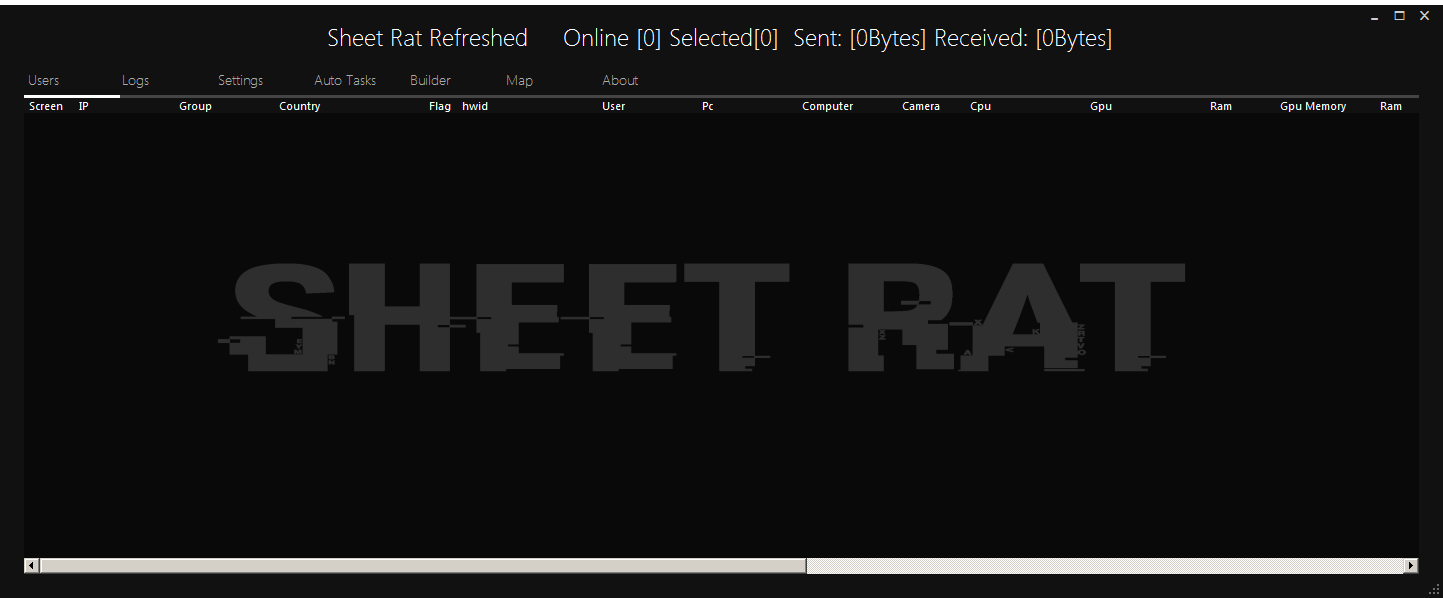 Sheet Rat Refreshed Online [0] Selected[0] Sent: [0Bytes] Received: [0Bytes]
Users Logs Settings Auto Tasks Builder Map About
Screen IP Group Country Flag hwid User Pc Computer Camera Cpu Gpu Ram Gpu Memory Ram
SHEET RAT